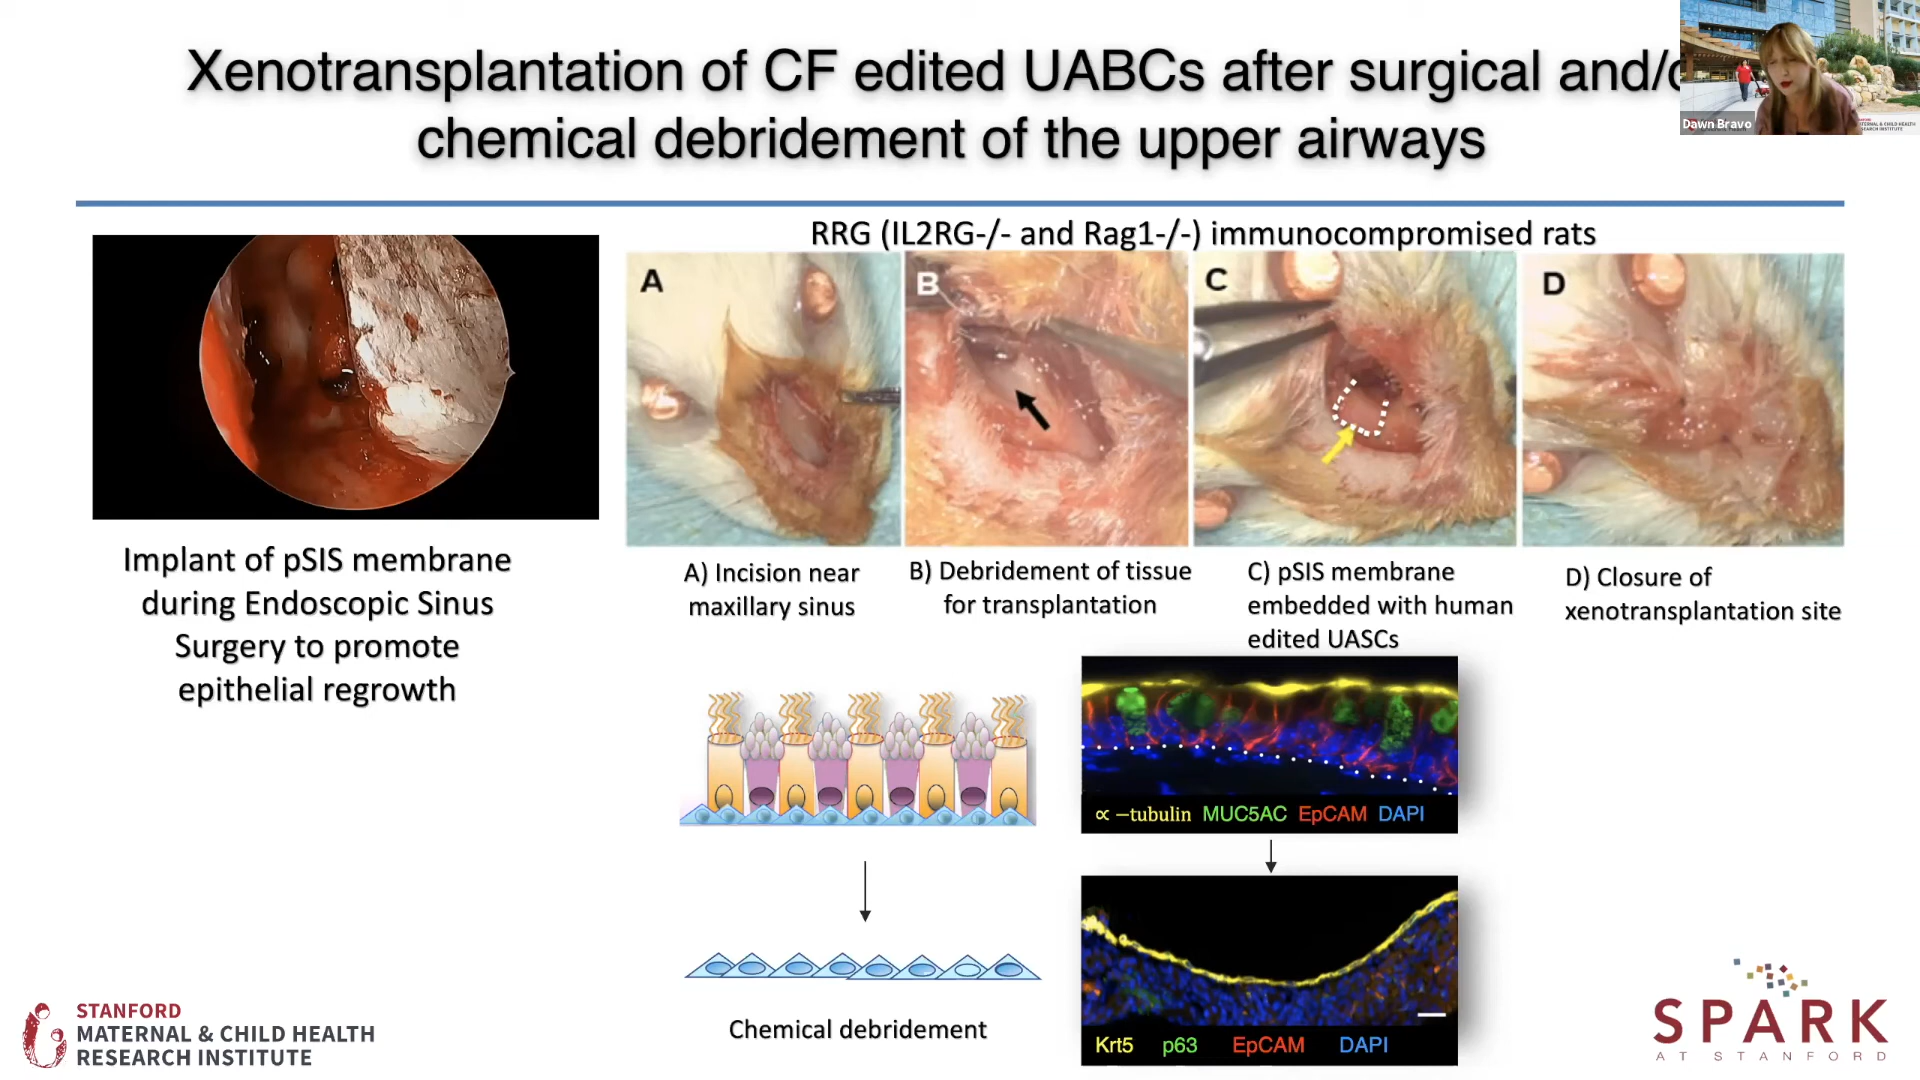 Xenotransplantation of CF edited UABCs after surgical and/
chemical debridement of the upper airways
Dawn Bravo
RRG (IL2RG-/- and Rag1-/-) immunocompromised rats
A
B
C
D
Implant of pSIS membrane
during Endoscopic Sinus
Surgery to promote
epithelial regrowth
A) Incision near
maxillary sinus
B) Debridement of tissue
for transplantation
C) pSIS membrane
embedded with human
edited UASCs
D) Closure of
xenotransplantation site
∝ −tubulin MUC5AC EpCAM DAPI
Chemical debridement
Krt5 p63 EpCAM DAPI
STANFORD
MATERNAL & CHILD HEALTH
RESEARCH INSTITUTE
SPARK
AT STANFORD